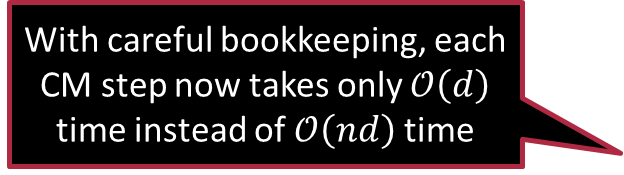 With careful bookkeeping, each
CM step now takes only 𝒪(𝑑)
time instead of 𝒪(𝑛𝑑) time